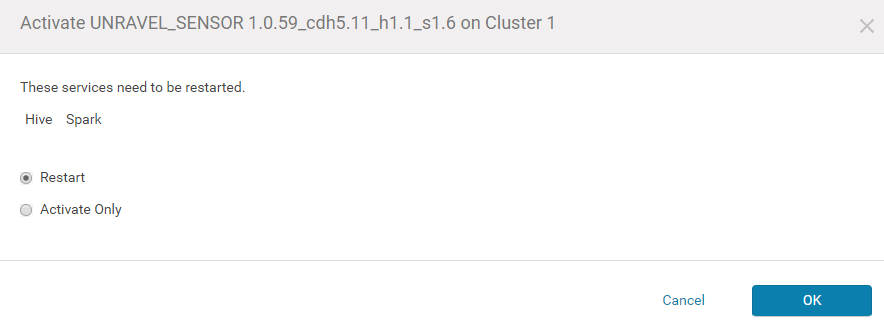 Activate UNRAVEL_SENSOR 1.0.59_cdh5.11_h1.1_s1.6 on Cluster 1
These services need to be restarted.
Hive Spark
Restart
Activate Only
Cancel OK